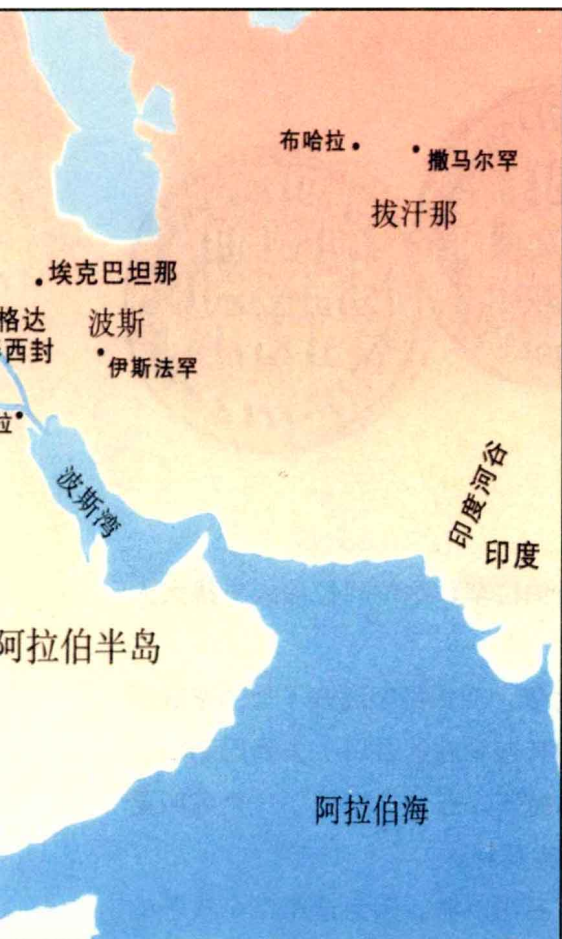 布哈拉
撒马尔罕
拔汗那
埃克巴坦那
格达
波斯
西封
伊斯法罕
拉
波斯湾
印度河谷
印度
阿拉伯半岛
阿拉伯海